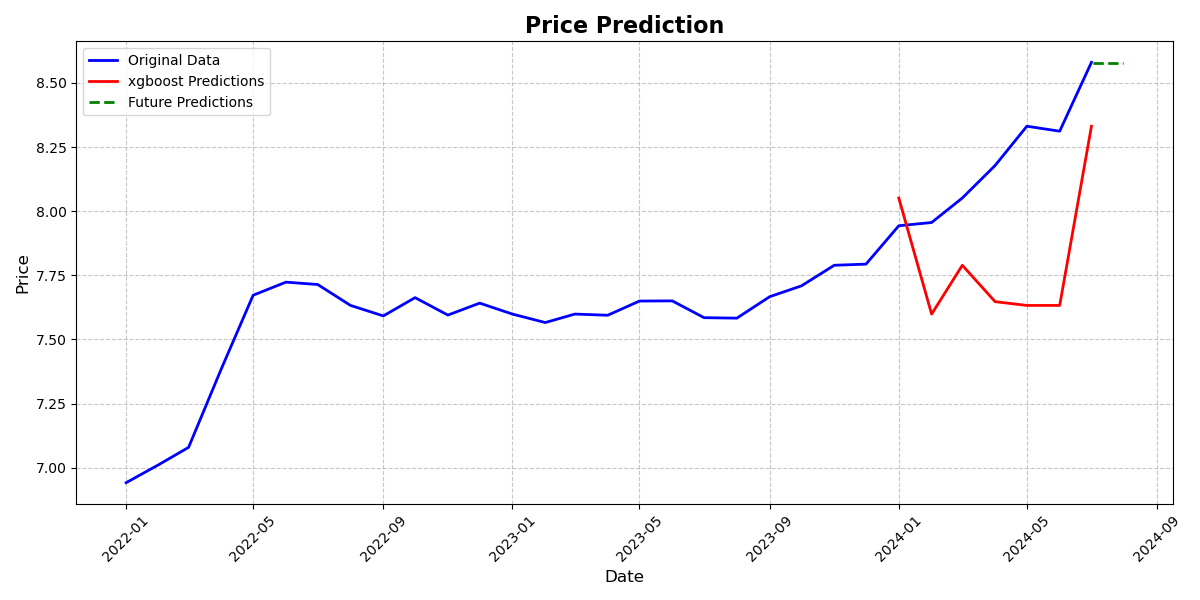 Price Prediction
Original Data
xgboost Predictions
Future Predictions
Price
8.50
8.25
8.00
7.75
7.50
7.25
7.00
2022-01
2022-05
2022-09
2023-01
2023-05
2023-09
2024-01
2024-05
2024-09
Date